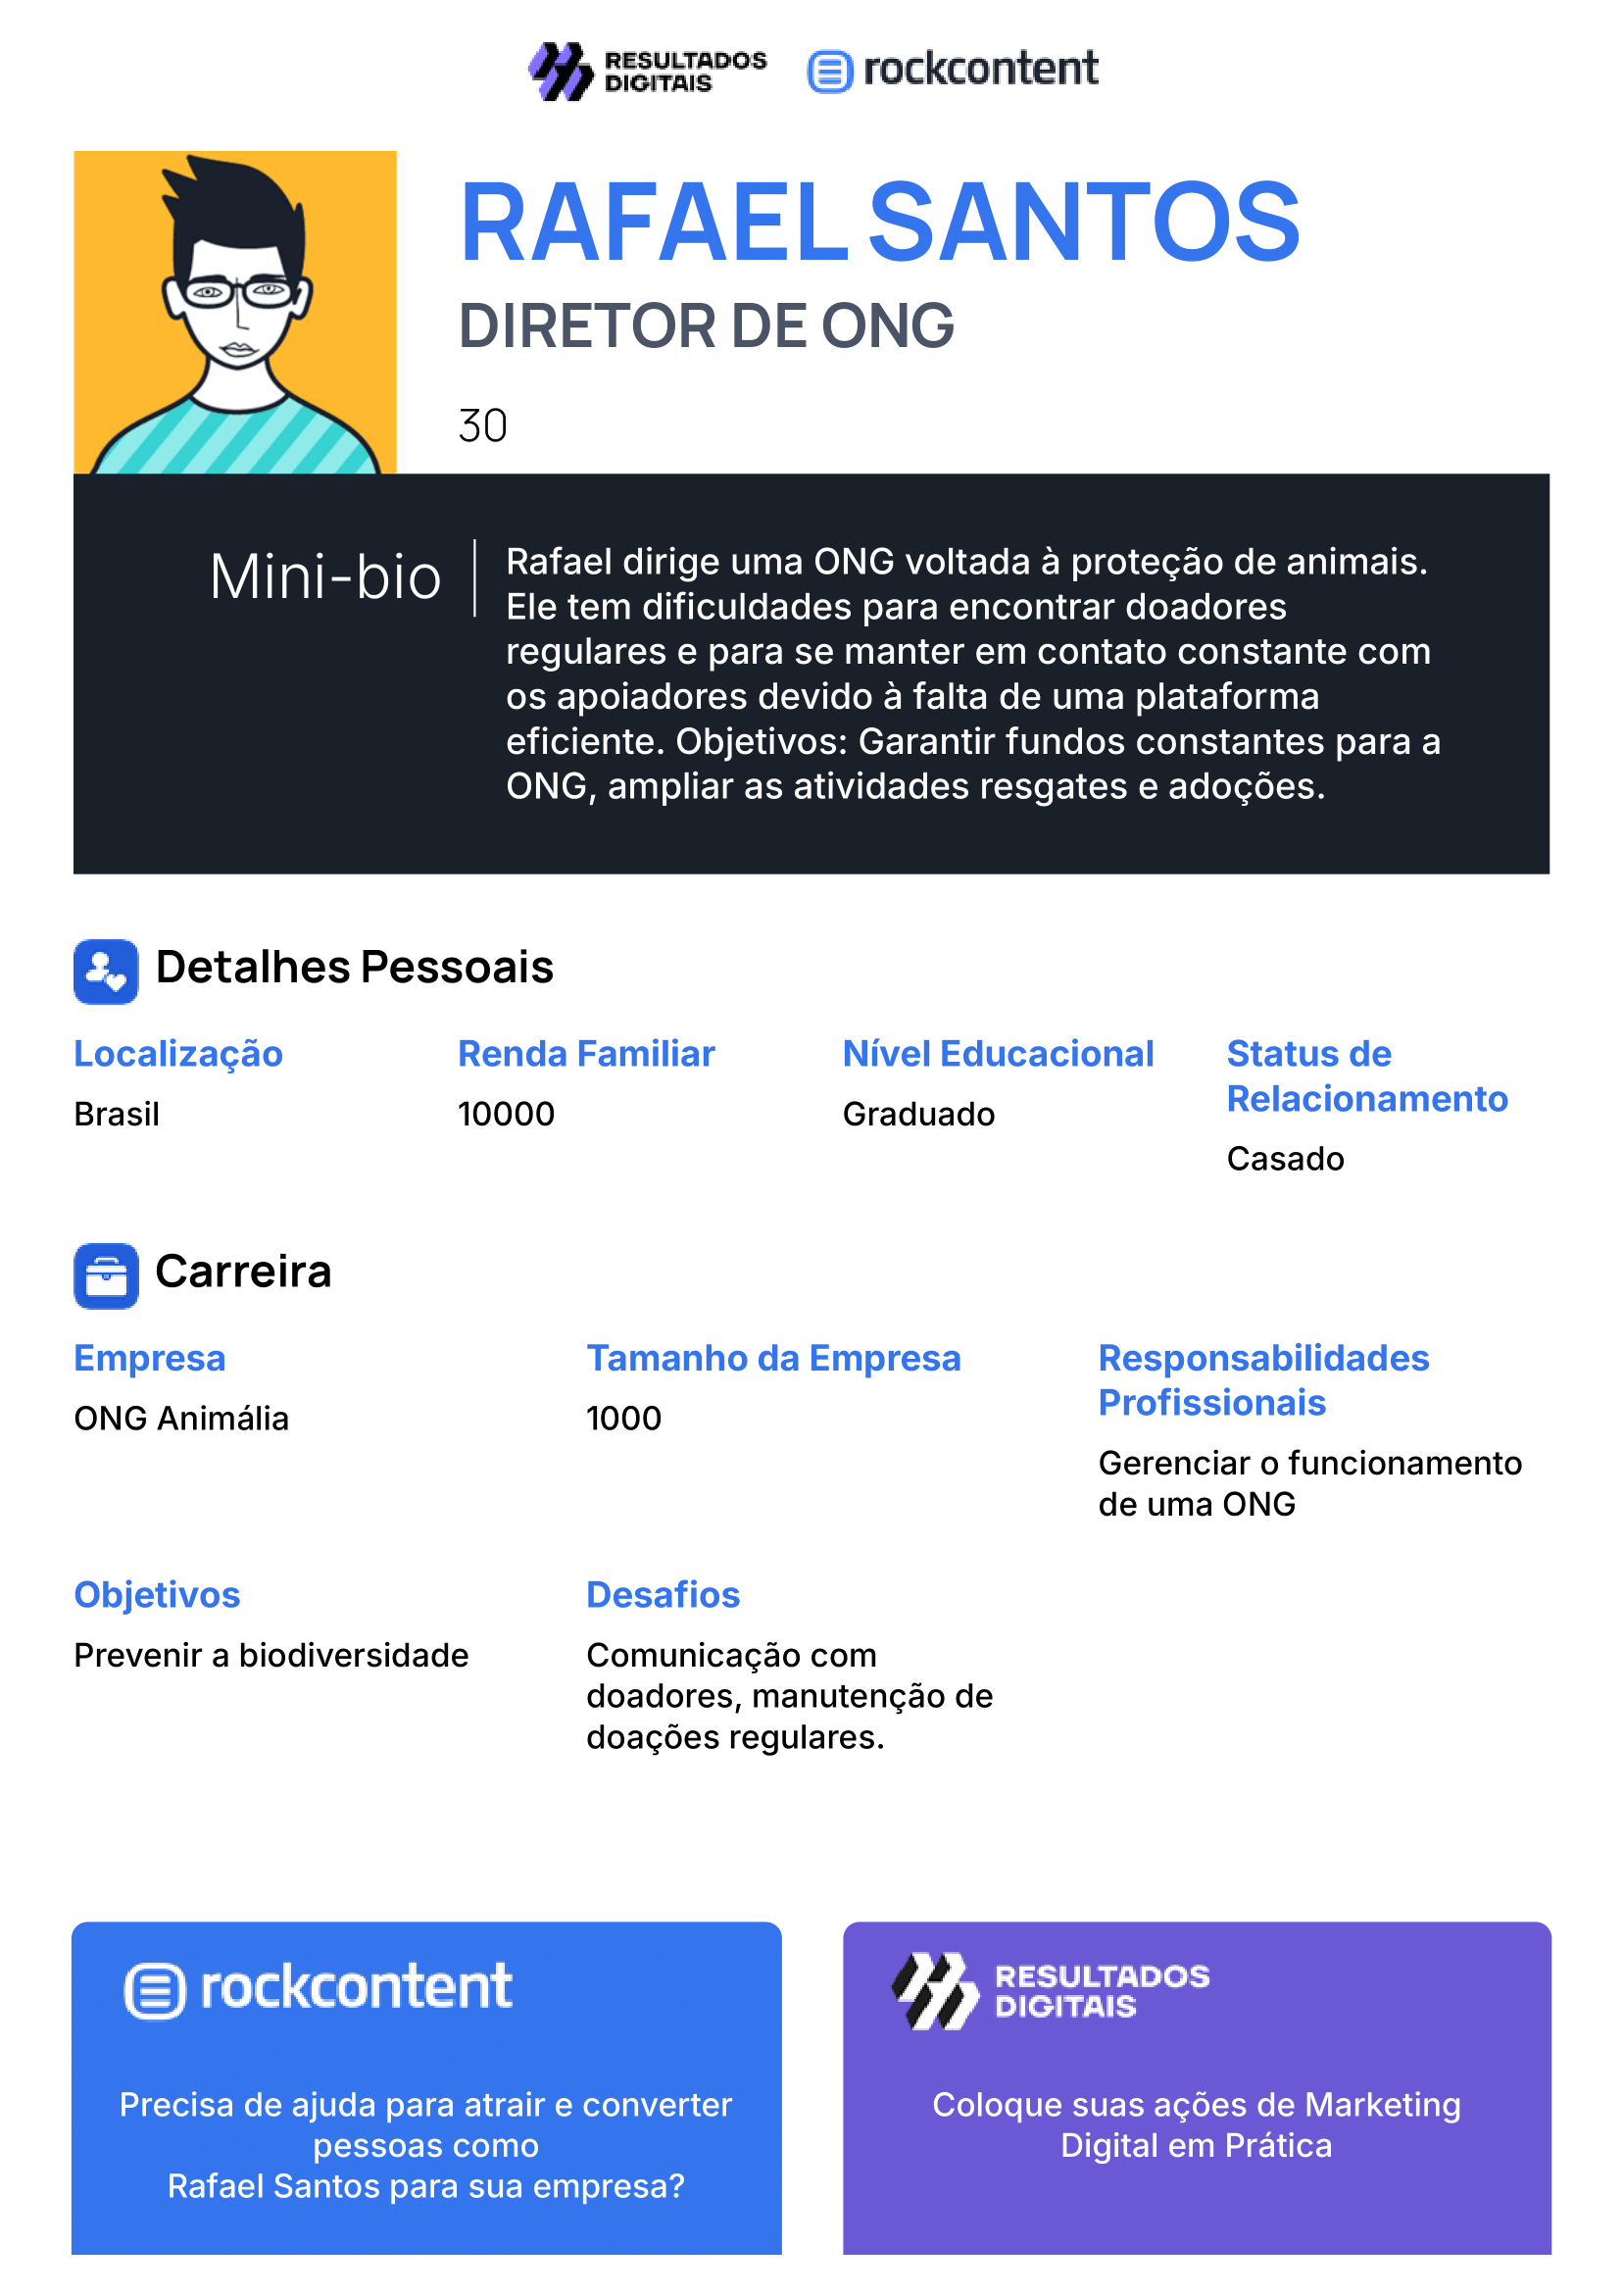 RESULTADOS
DIGITAIS
rockcontent
RAFAEL SANTOS
DIRETOR DE ONG
30
Mini-bio
Rafael dirige uma ONG voltada à proteção de animais.
Ele tem dificuldades para encontrar doadores
regulares e para se manter em contato constante com
os apoiadores devido à falta de uma plataforma
eficiente. Objetivos: Garantir fundos constantes para a
ONG, ampliar as atividades resgates e adoções.
Detalhes Pessoais
Localização
Brasil
Renda Familiar
10000
Nível Educacional
Graduado
Status de
Relacionamento
Casado
Carreira
Empresa
ONG Animália
Tamanho da Empresa
1000
Responsabilidades
Profissionais
Gerenciar o funcionamento
de uma ONG
Objetivos
Prevenir a biodiversidade
Desafios
Comunicação com
doadores, manutenção de
doações regulares.
rockcontent
Precisa de ajuda para atrair e converter
pessoas como
Rafael Santos para sua empresa?
RESULTADOS
DIGITAIS
Coloque suas ações de Marketing
Digital em Prática